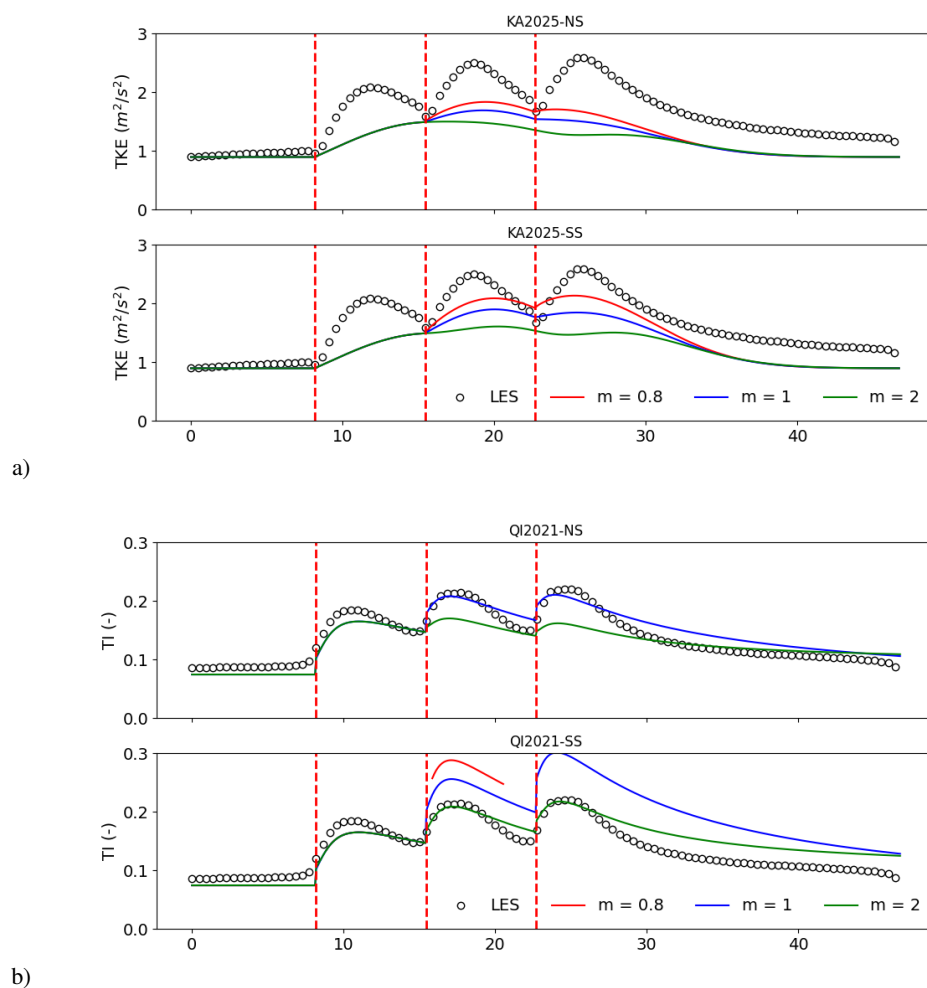 KA2025-NS
3
2
1
0
TKE (m²/s²)
KA2025-SS
3
2
1
0
TKE (m²/s²)
LES m = 0.8 m = 1 m = 2
0 10 20 30 40
a)
QI2021-NS
0.3
0.2
0.1
0.0
TI (-)
QI2021-SS
0.3
0.2
0.1
0.0
TI (-)
LES m = 0.8 m = 1 m = 2
0 10 20 30 40
b)